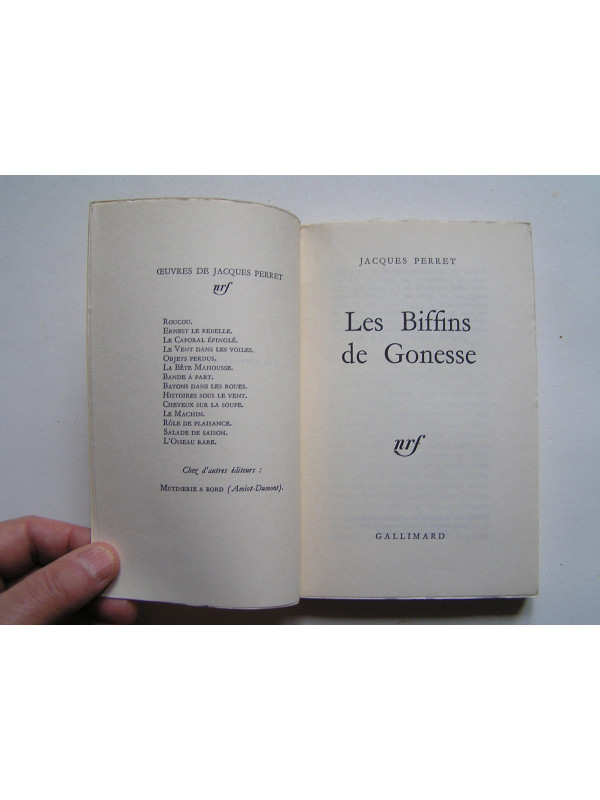 ŒUVRES DE JACQUES PERRET
nrf
ROUCOU.
ERNEST LE REBELLE.
LE CAPORAL ÉPINGLÉ.
LE VENT DANS LES VOILES.
OBJETS PERDUS.
LA BÊTE MAHOUSSE.
BANDE A PART.
BATONS DANS LES ROUES.
HISTOIRES SOUS LE VENT.
CHEVEUX SUR LA SOUPE.
LE MACHIN.
RÔLE DE PLAISANCE.
SALADE DE SAISON.
L'OISEAU RARE.
Chez d'autres éditeurs :
MUTINERIE A BORD (Amiot-Dumont).
JACQUES PERRET
Les Biffins
de Gonesse
nrf
GALLIMARD